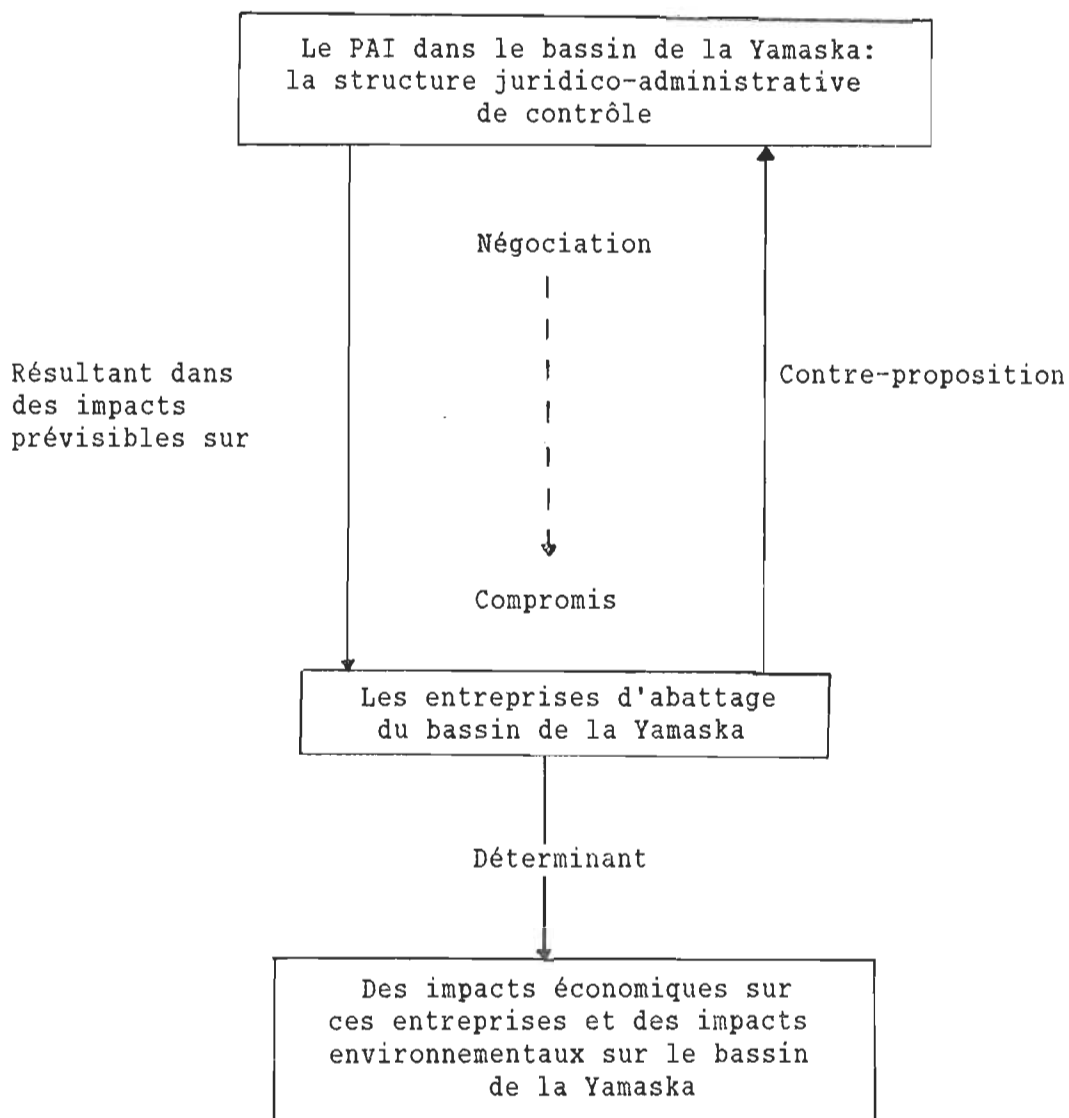 Le PAI dans le bassin de la Yamaska:
la structure juridico-administrative
de contrôle
Négociation
Résultant dans
des impacts
prévisibles sur
Contre-proposition
Compromis
Les entreprises d'abattage
du bassin de la Yamaska
Déterminant
Des impacts économiques sur
ces entreprises et des impacts
environnementaux sur le bassin
de la Yamaska